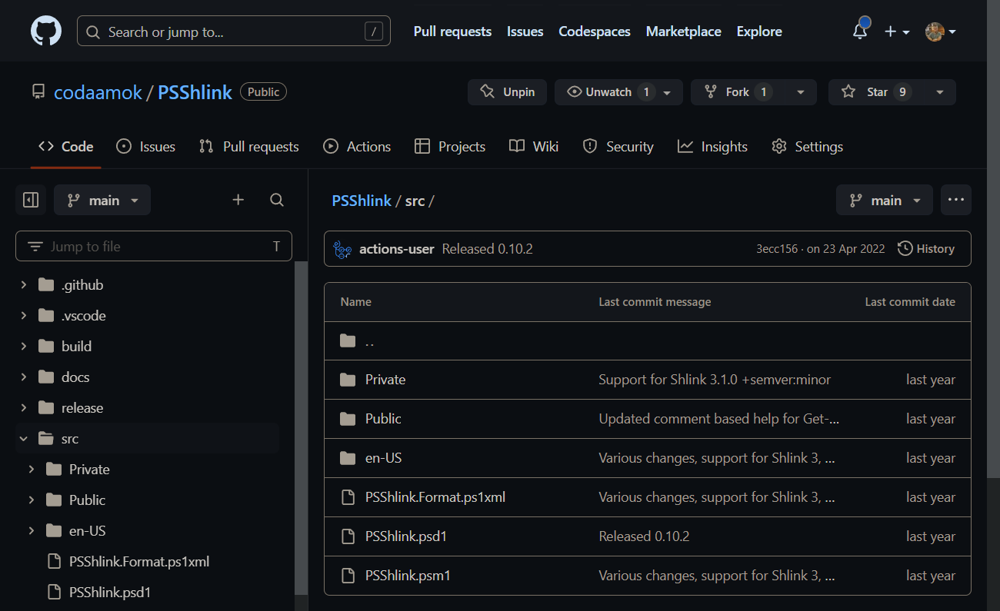 Search or jump to... / Pull requests Issues Codespaces Marketplace Explore
codaamok / PSShlink Public Unpin Unwatch 1 Fork 1 Star 9
Code Issues Pull requests Actions Projects Wiki Security Insights Settings
main
Jump to file T
.github
.vscode
build
docs
release
src
Private
Public
en-US
PSShlink.Format.ps1xml
PSShlink.psd1
PSShlink / src / main ...
actions-user Released 0.10.2 3ecc156 · on 23 Apr 2022 History
Name Last commit message Last commit date
. .
Private Support for Shlink 3.1.0 +semver:minor last year
Public Updated comment based help for Get-... last year
en-US Various changes, support for Shlink 3, ... last year
PSShlink.Format.ps1xml Various changes, support for Shlink 3, ... last year
PSShlink.psd1 Released 0.10.2 last year
PSShlink.psm1 Various changes, support for Shlink 3, ... last year